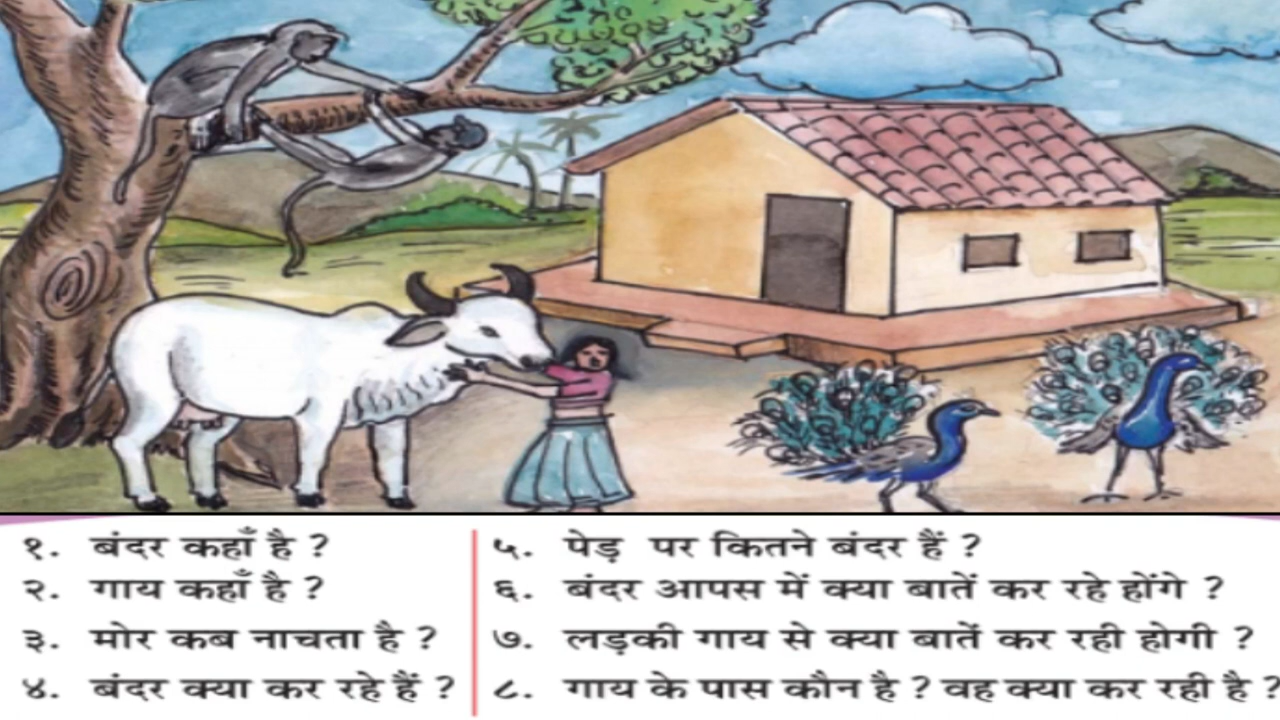 १. बंदर कहाँ है ?
२. गाय कहाँ है ?
३. मोर कब नाचता है ?
४. बंदर क्या कर रहे हैं ?
५. पेड़ पर कितने बंदर हैं ?
६. बंदर आपस में क्या बातें कर रहे होंगे ?
७. लड़की गाय से क्या बातें कर रही होगी ?
८. गाय के पास कौन है ? वह क्या कर रही है ?